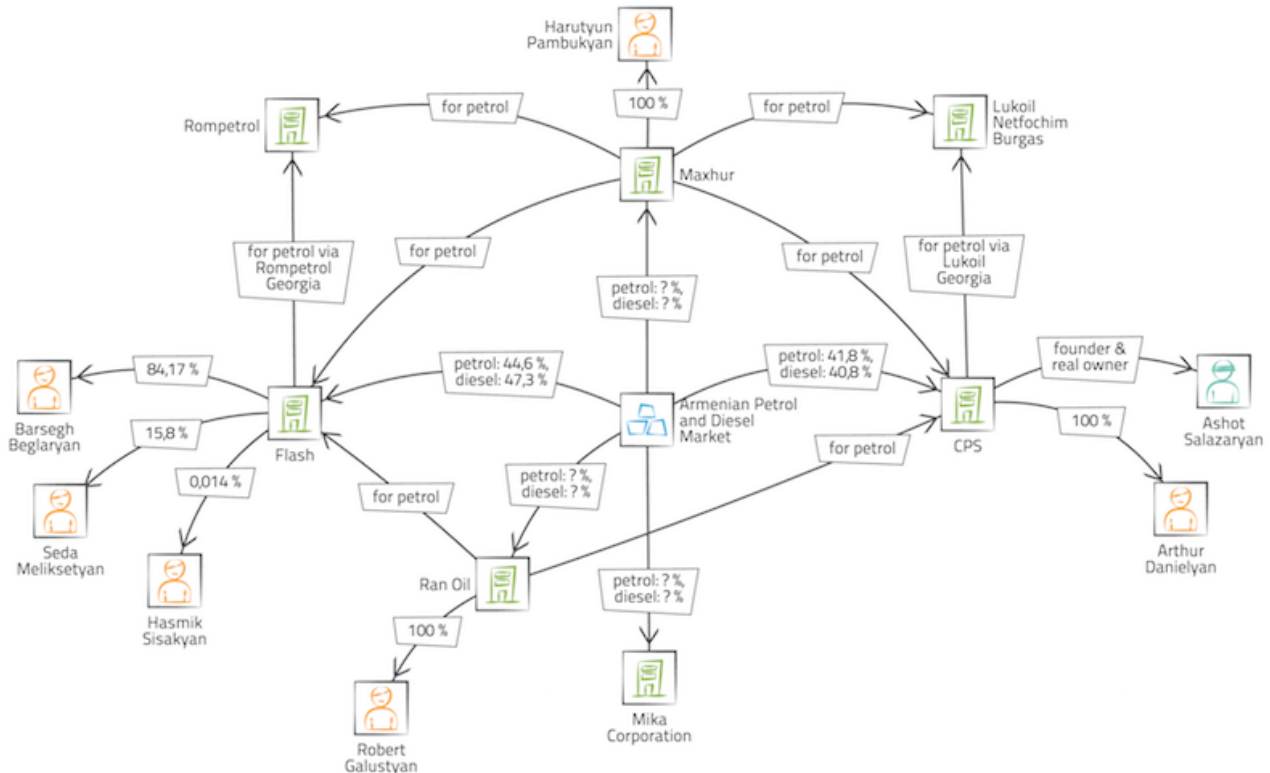 Harutyun
Pambukyan
100 %
for petrol
for petrol
Rompetrol
Lukoil
Netfochim
Burgas
Maxhur
for petrol via
Rompetrol
Georgia
for petrol
for petrol
for petrol via
Lukoil
Georgia
petrol: ? %,
diesel: ? %
84,17 %
petrol: 44,6 %,
diesel: 47,3 %
petrol: 41,8 %,
diesel: 40,8 %
founder &
real owner
Barsegh
Beglaryan
15,8 %
Flash
Armenian Petrol
and Diesel
Market
CPS
100 %
Ashot
Salazaryan
0,014 %
for petrol
petrol: ? %,
diesel: ? %
for petrol
Seda
Meliksetyan
Arthur
Danielyan
Hasmik
Sisakyan
Ran Oil
petrol: ? %,
diesel: ? %
100 %
Robert
Galustyan
Mika
Corporation